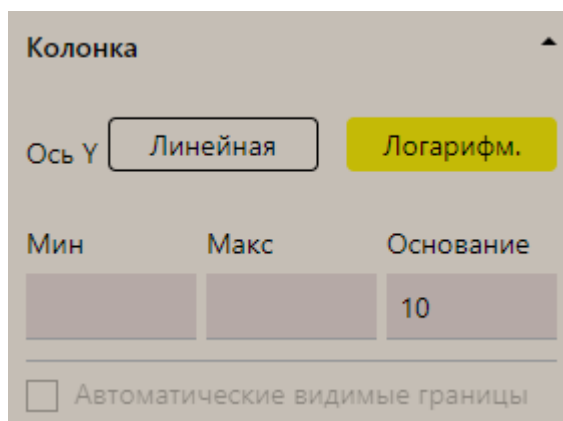 Колонка
Ось Y Линейная Логарифм.
Мин Макс Основание
10
Автоматические видимые границы